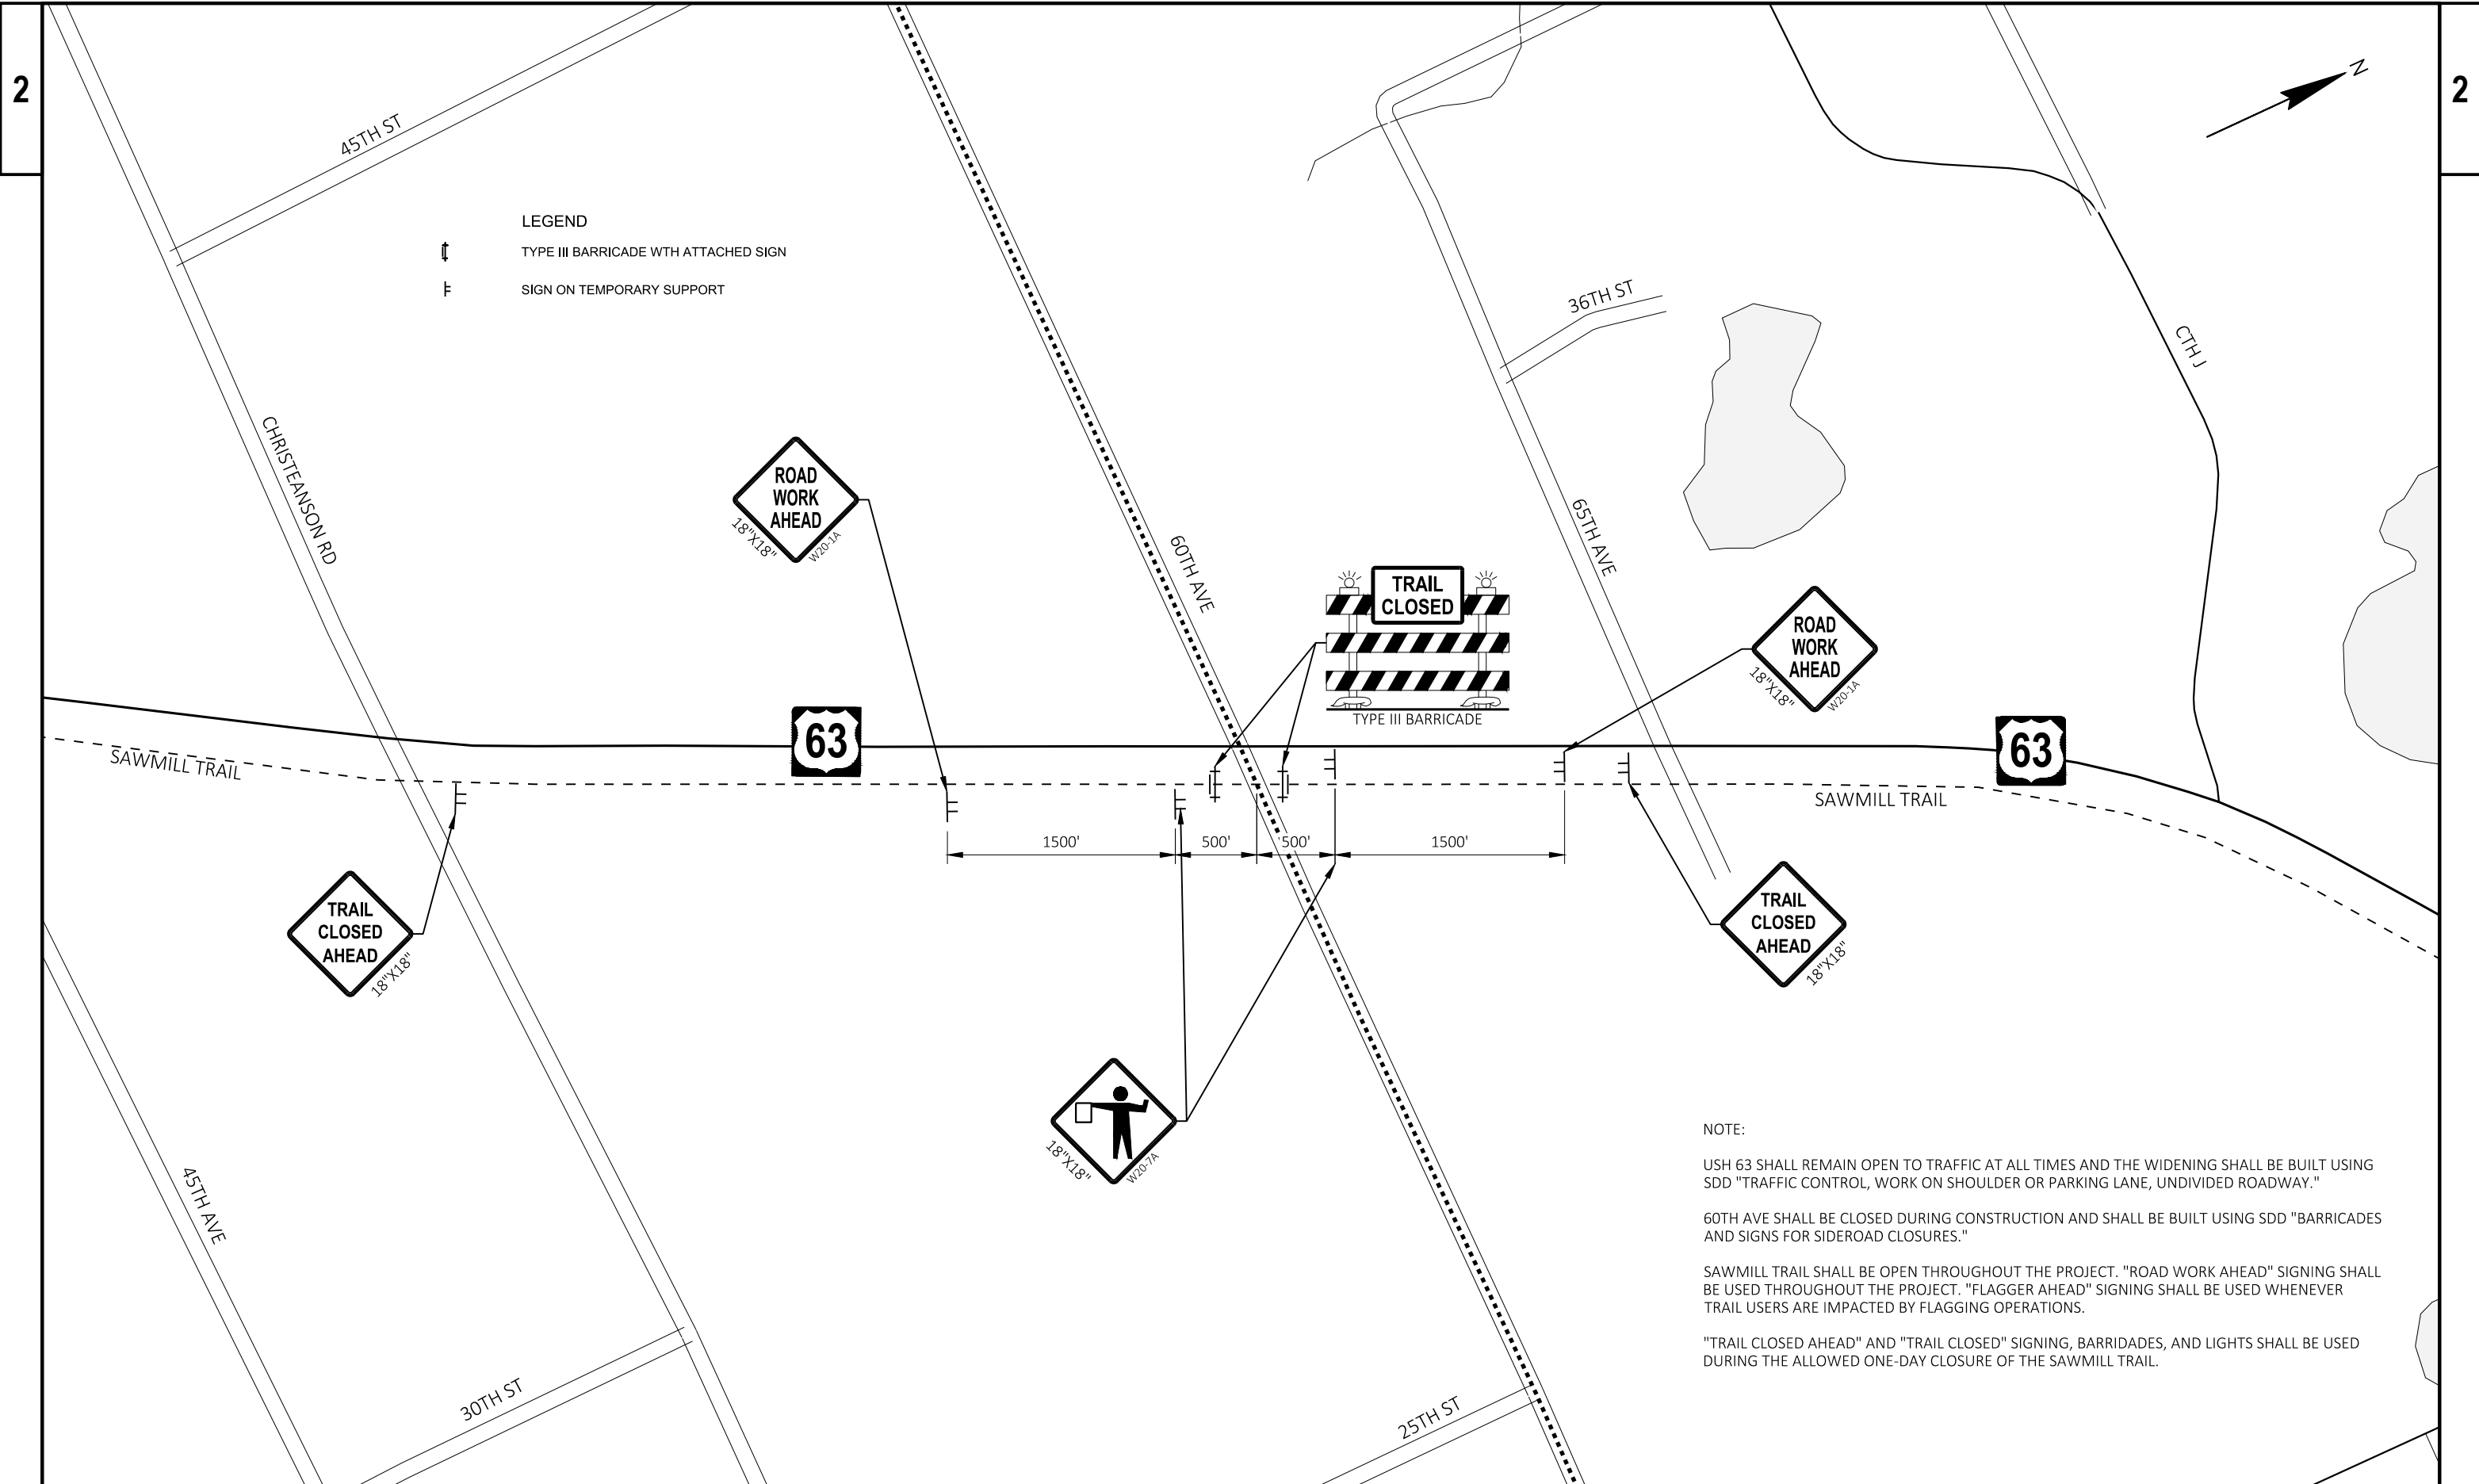 2
2
N
45TH ST
LEGEND
TYPE III BARRICADE WTH ATTACHED SIGN
SIGN ON TEMPORARY SUPPORT
36TH ST
CTH J
CHRISTEANSON RD
ROAD
WORK
AHEAD
18"X18"
W20-1A
60TH AVE
65TH AVE
TRAIL
CLOSED
TYPE III BARRICADE
ROAD
WORK
AHEAD
18"X18"
W20-1A
63
63
SAWMILL TRAIL
SAWMILL TRAIL
1500'
500'
500'
1500'
TRAIL
CLOSED
AHEAD
18"X18"
TRAIL
CLOSED
AHEAD
18"X18"
18"X18"
W20-7A
45TH AVE
30TH ST
25TH ST
NOTE:
USH 63 SHALL REMAIN OPEN TO TRAFFIC AT ALL TIMES AND THE WIDENING SHALL BE BUILT USING
SDD "TRAFFIC CONTROL, WORK ON SHOULDER OR PARKING LANE, UNDIVIDED ROADWAY."
60TH AVE SHALL BE CLOSED DURING CONSTRUCTION AND SHALL BE BUILT USING SDD "BARRICADES
AND SIGNS FOR SIDEROAD CLOSURES."
SAWMILL TRAIL SHALL BE OPEN THROUGHOUT THE PROJECT. "ROAD WORK AHEAD" SIGNING SHALL
BE USED THROUGHOUT THE PROJECT. "FLAGGER AHEAD" SIGNING SHALL BE USED WHENEVER
TRAIL USERS ARE IMPACTED BY FLAGGING OPERATIONS.
"TRAIL CLOSED AHEAD" AND "TRAIL CLOSED" SIGNING, BARRIDADES, AND LIGHTS SHALL BE USED
DURING THE ALLOWED ONE-DAY CLOSURE OF THE SAWMILL TRAIL.